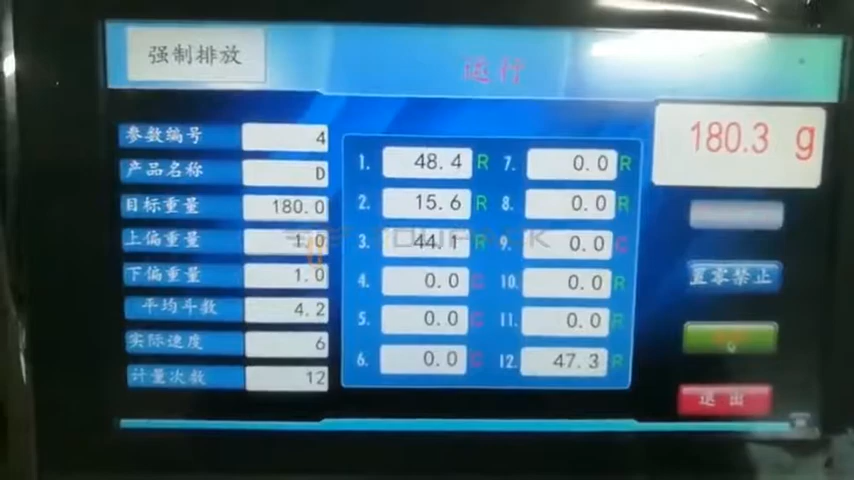 强制排放
运行
180.3 g
参数编号 4
产品名称 D
目标重量 180.0
上偏重量 1.0
下偏重量 1.0
平均斗数 4.2
实际速度 6
计量次数 12
1. 48.4 R 7. 0.0 R
2. 15.6 R 8. 0.0 R
3. 44.1 R 9. 0.0 C
4. 0.0 C 10. 0.0 R
5. 0.0 C 11. 0.0 R
6. 0.0 C 12. 47.3 R
置零禁止
退出